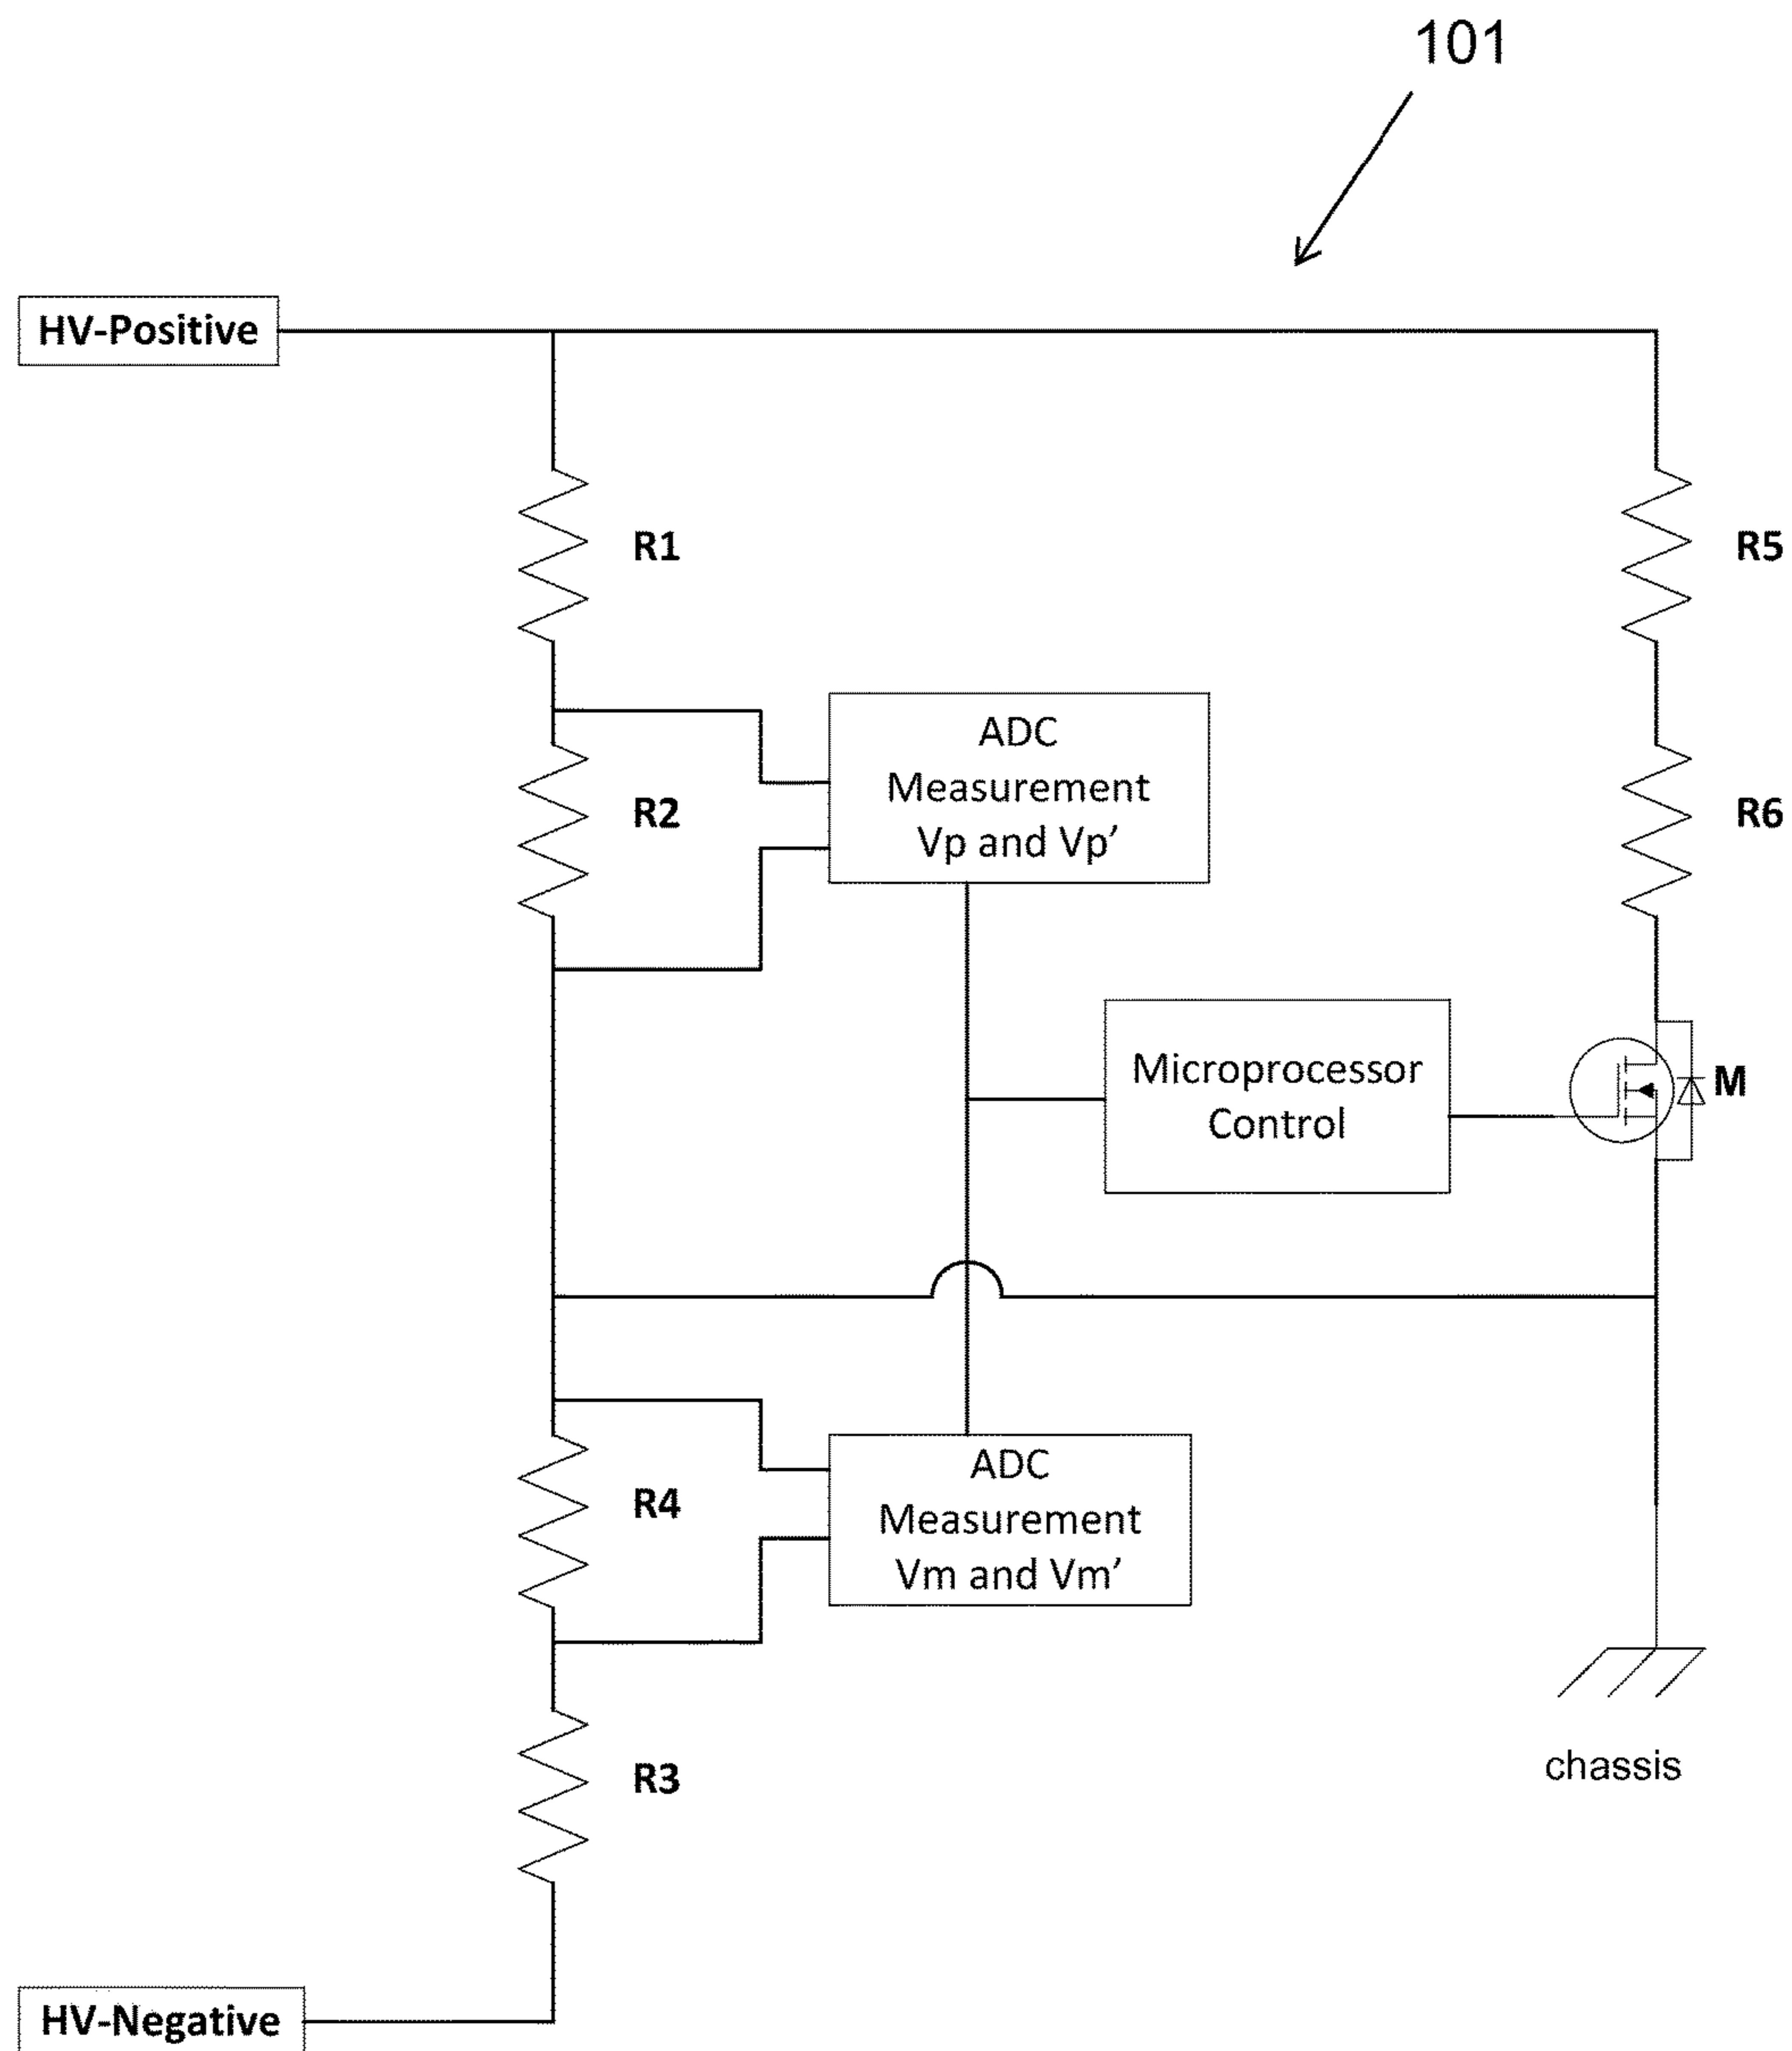 101
HV-Positive
R1
R5
ADC
Measurement
Vp and Vp’
R2
R6
Microprocessor
Control
M
ADC
Measurement
Vm and Vm’
R4
R3
chassis
HV-Negative